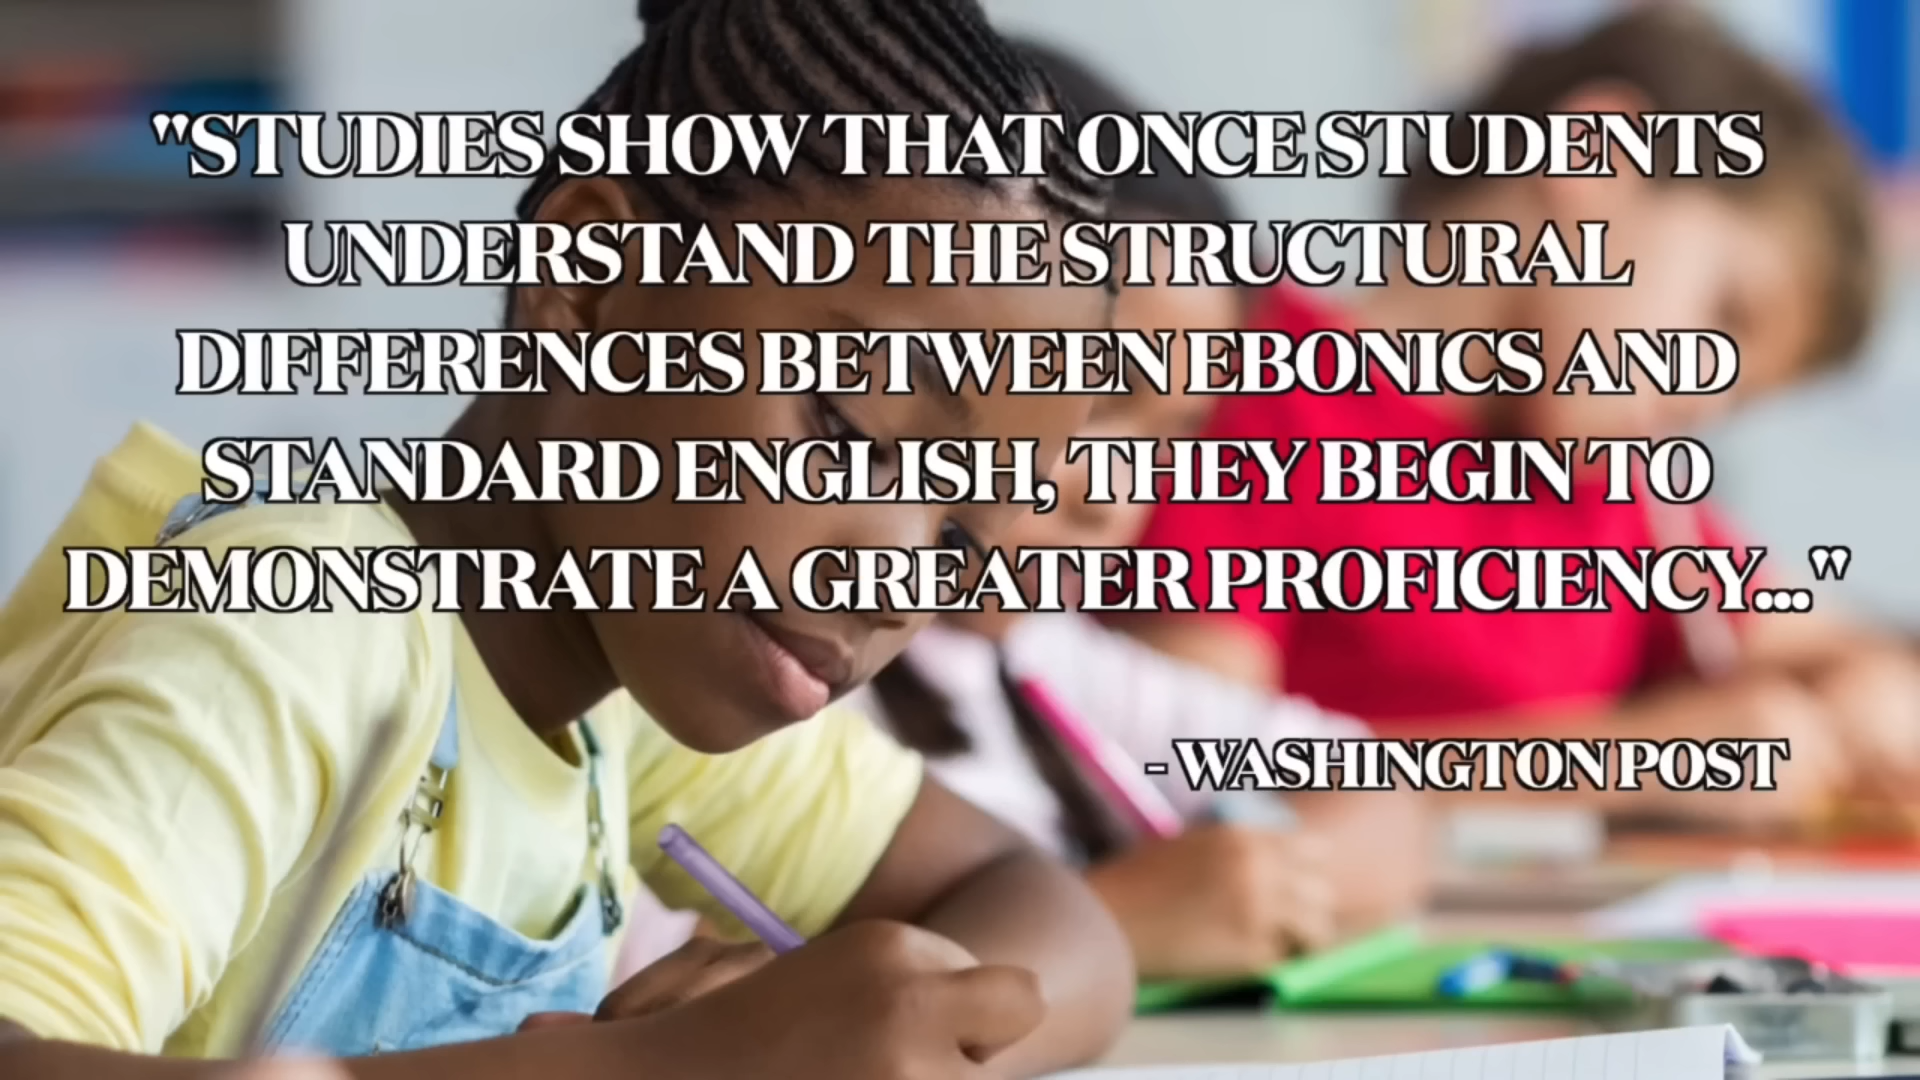 "STUDIES SHOW THAT ONCE STUDENTS
UNDERSTAND THE STRUCTURAL
DIFFERENCES BETWEEN EBONICS AND
STANDARD ENGLISH, THEY BEGIN TO
DEMONSTRATE A GREATER PROFICIENCY..."
- WASHINGTON POST